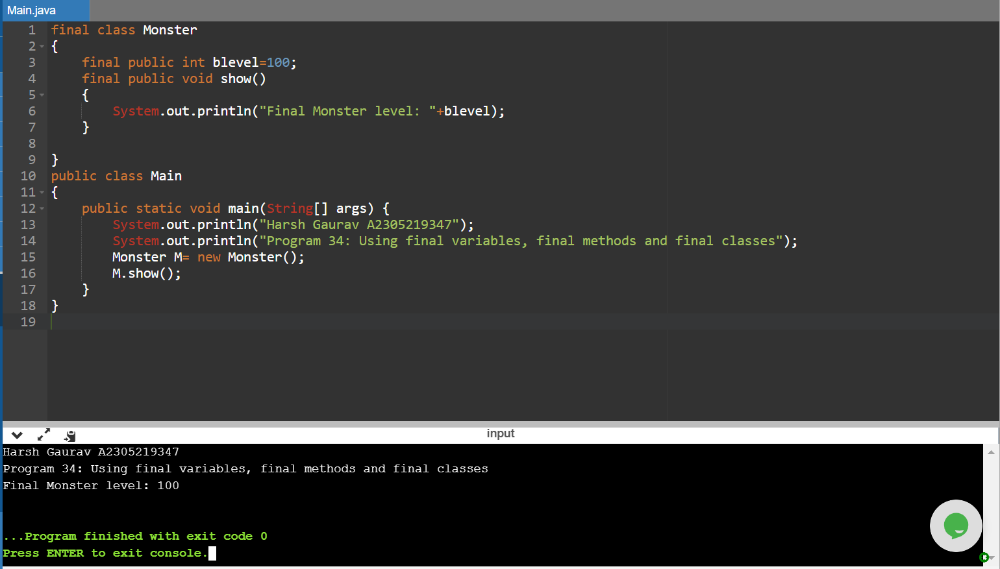 Main.java
1 final class Monster
2 {
3     final public int blevel=100;
4     final public void show()
5     {
6         System.out.println("Final Monster level: "+blevel);
7     }
8
9 }
10 public class Main
11 {
12     public static void main(String[] args) {
13         System.out.println("Harsh Gaurav A2305219347");
14         System.out.println("Program 34: Using final variables, final methods and final classes");
15         Monster M= new Monster();
16         M.show();
17     }
18 }
19
input
Harsh Gaurav A2305219347
Program 34: Using final variables, final methods and final classes
Final Monster level: 100
...Program finished with exit code 0
Press ENTER to exit console.